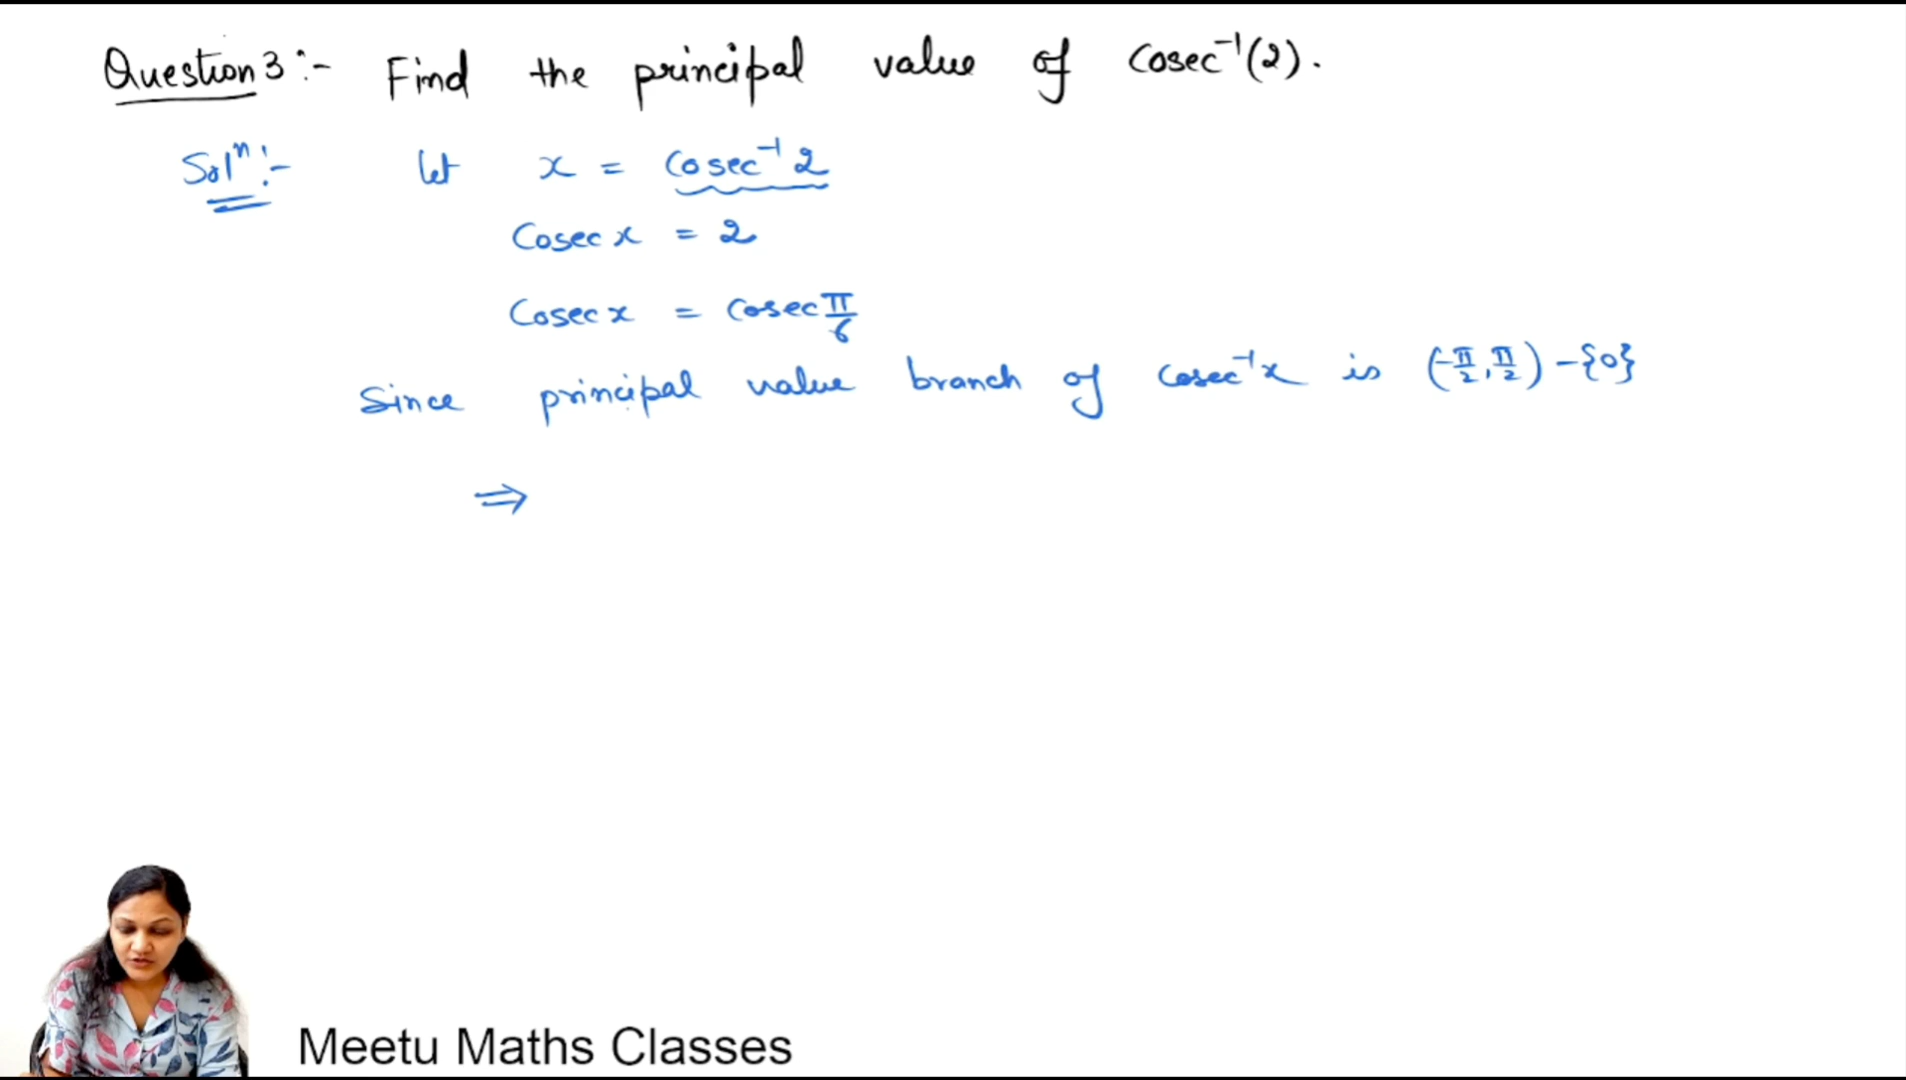 Question 3:- Find the principal value of Cosec⁻¹(2).
Solⁿ:- let x = Cosec⁻¹ 2
Cosec x = 2
Cosec x = Cosec π/6
Since principal value branch of Cosec⁻¹x is (-π/2, π/2) - {0}
⇒
Meetu Maths Classes